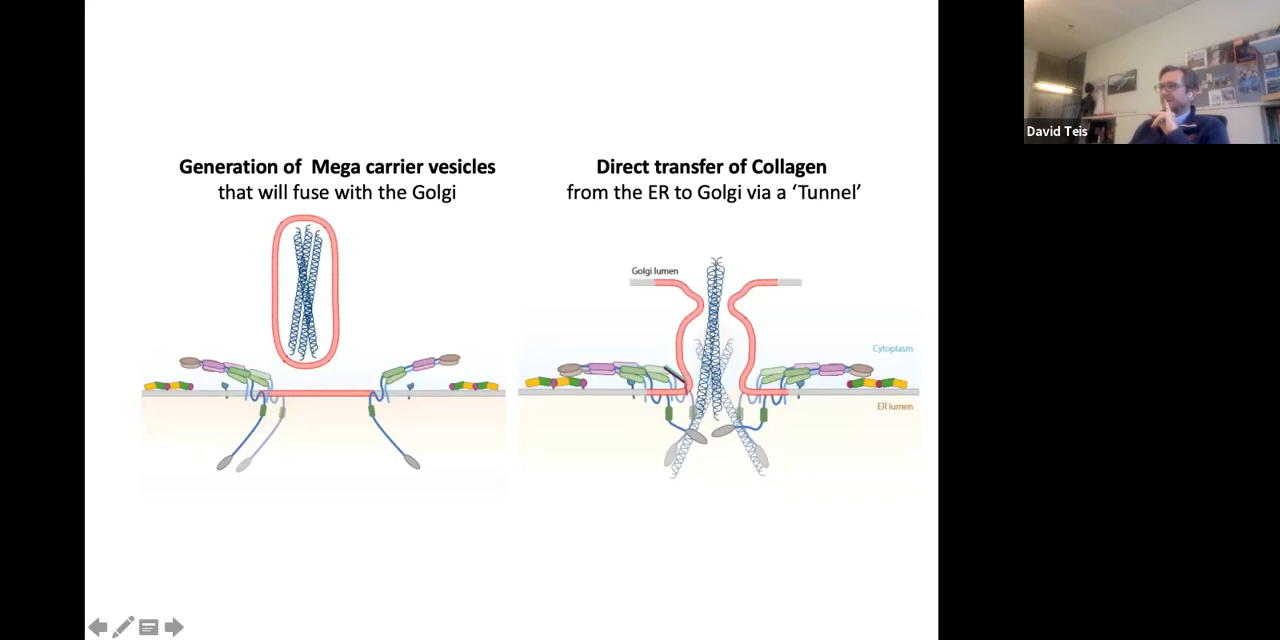 Generation of Mega carrier vesicles
that will fuse with the Golgi
Direct transfer of Collagen
from the ER to Golgi via a ‘Tunnel’
Golgi lumen
Cytoplasm
ER lumen
David Teis